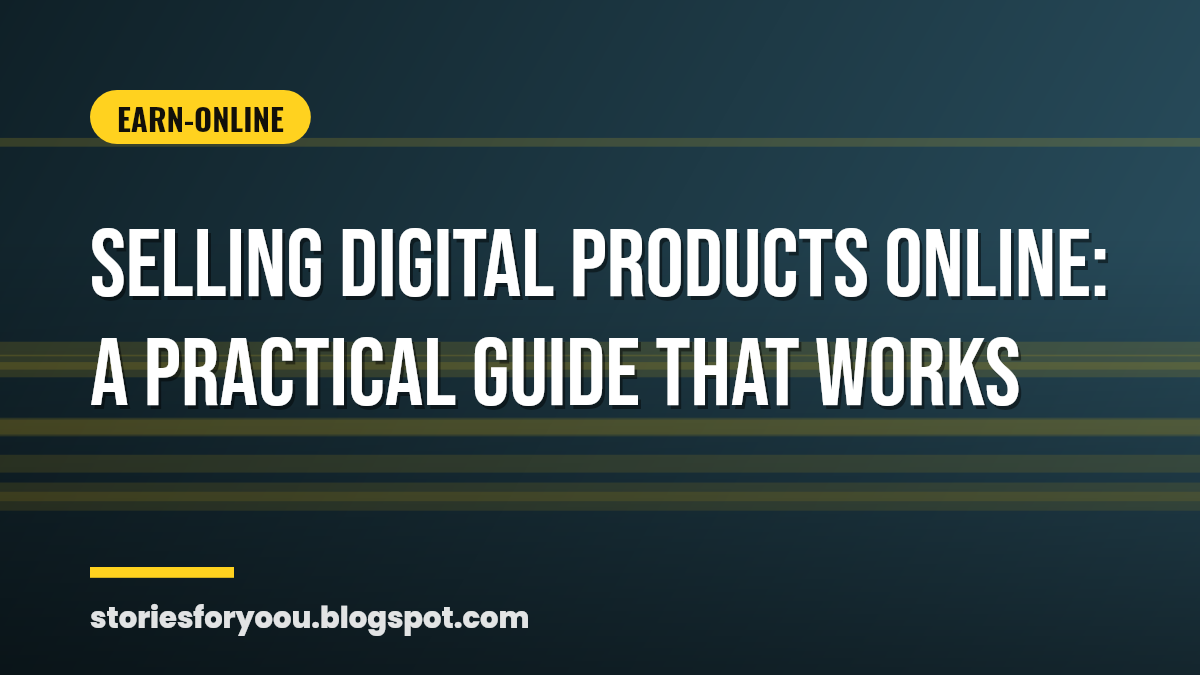 EARN-ONLINE
SELLING DIGITAL PRODUCTS ONLINE:
A PRACTICAL GUIDE THAT WORKS
storiesforyoou.blogspot.com